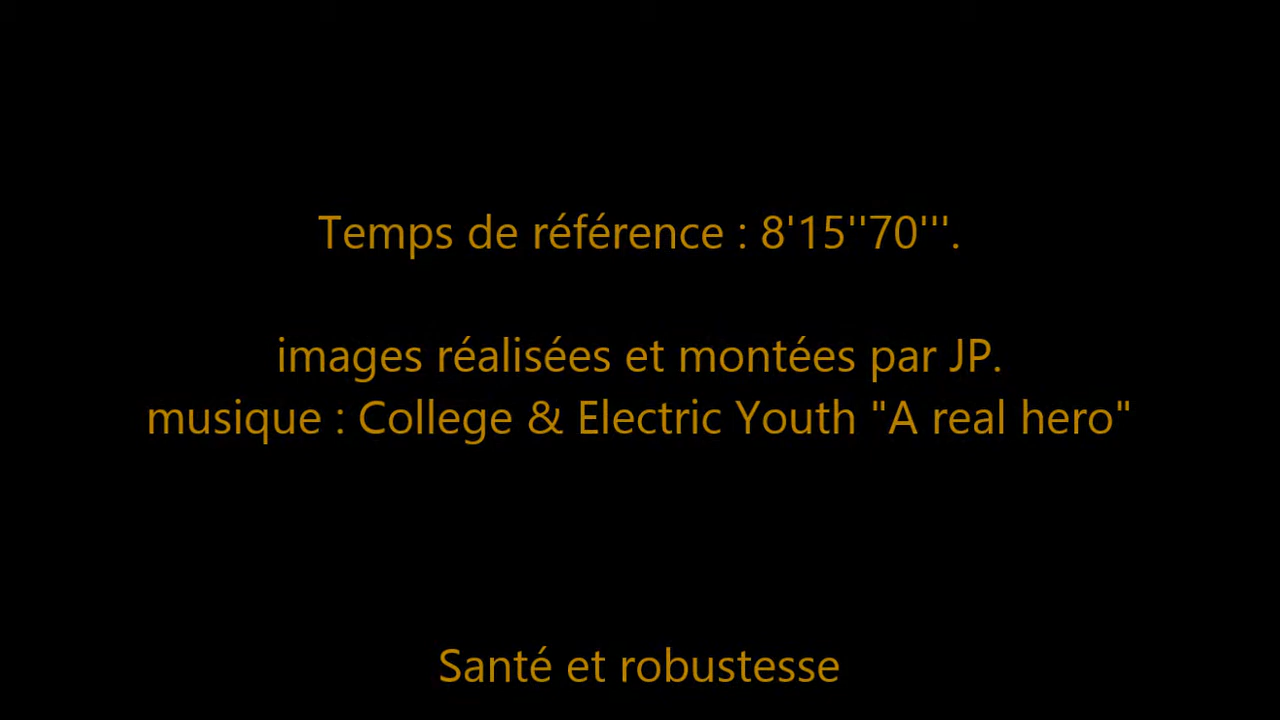 Temps de référence : 8'15''70'''.
images réalisées et montées par JP.
musique : College & Electric Youth "A real hero"
Santé et robustesse